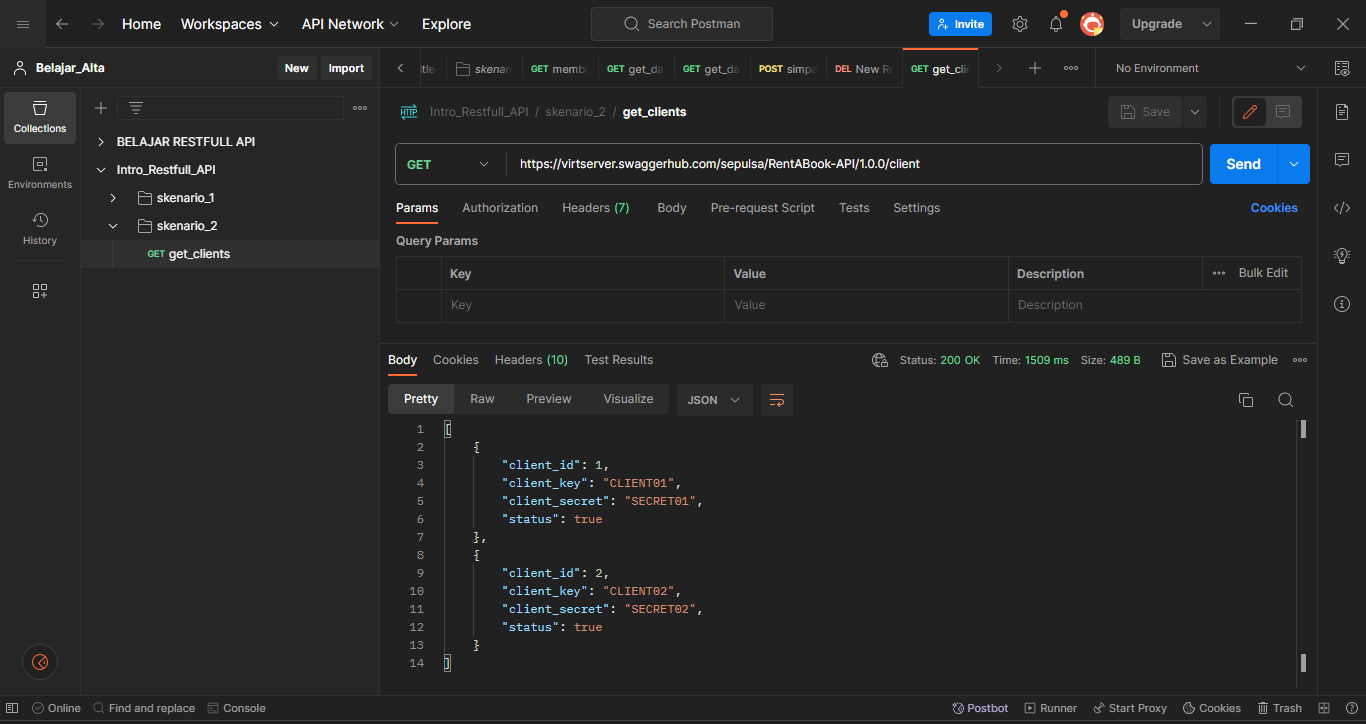 Home Workspaces API Network Explore Search Postman Invite Upgrade
Belajar_Alta New Import
skenari GET memb GET get_da GET get_da POST simpa DEL New R GET get_cli No Environment
Collections
Environments
History
BELAJAR RESTFULL API
Intro_Restfull_API
skenario_1
skenario_2
GET get_clients
HTTP Intro_Restfull_API / skenario_2 / get_clients Save
GET https://virtserver.swaggerhub.com/sepulsa/RentABook-API/1.0.0/client Send
Params Authorization Headers (7) Body Pre-request Script Tests Settings Cookies
Query Params
Key Value Description Bulk Edit
Key Value Description
Body Cookies Headers (10) Test Results Status: 200 OK Time: 1509 ms Size: 489 B Save as Example
Pretty Raw Preview Visualize JSON
1 [
2 {
3 "client_id": 1,
4 "client_key": "CLIENT01",
5 "client_secret": "SECRET01",
6 "status": true
7 },
8 {
9 "client_id": 2,
10 "client_key": "CLIENT02",
11 "client_secret": "SECRET02",
12 "status": true
13 }
14 ]
Online Find and replace Console Postbot Runner Start Proxy Cookies Trash